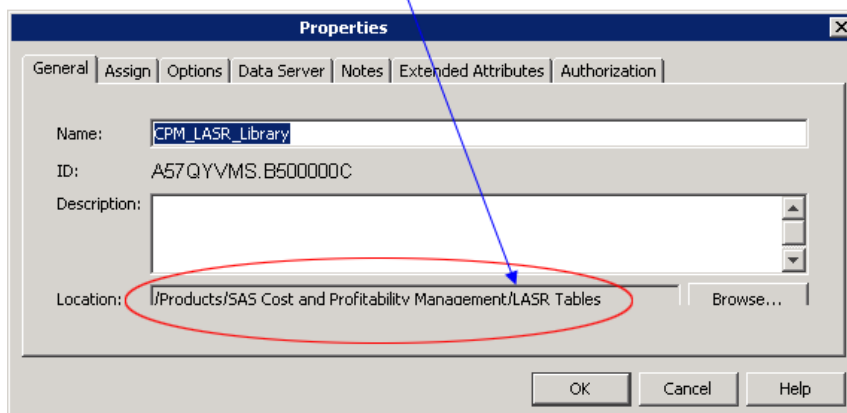 Properties
General Assign Options Data Server Notes Extended Attributes Authorization
Name: CPM_LASR_Library
ID: A57QYVMS.B500000C
Description:
Location: /Products/SAS Cost and Profitability Management/LASR Tables Browse...
OK Cancel Help